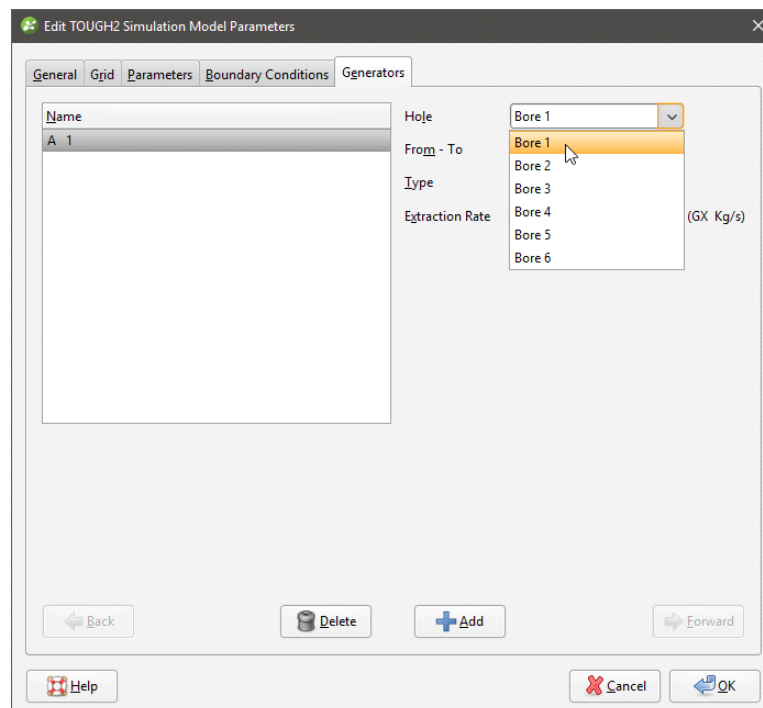 Edit TOUGH2 Simulation Model Parameters
General Grid Parameters Boundary Conditions Generators
Name
A 1
Hole Bore 1
From - To
Type
Extraction Rate (GX Kg/s)
Bore 1
Bore 2
Bore 3
Bore 4
Bore 5
Bore 6
Back Delete Add Forward
Help Cancel OK